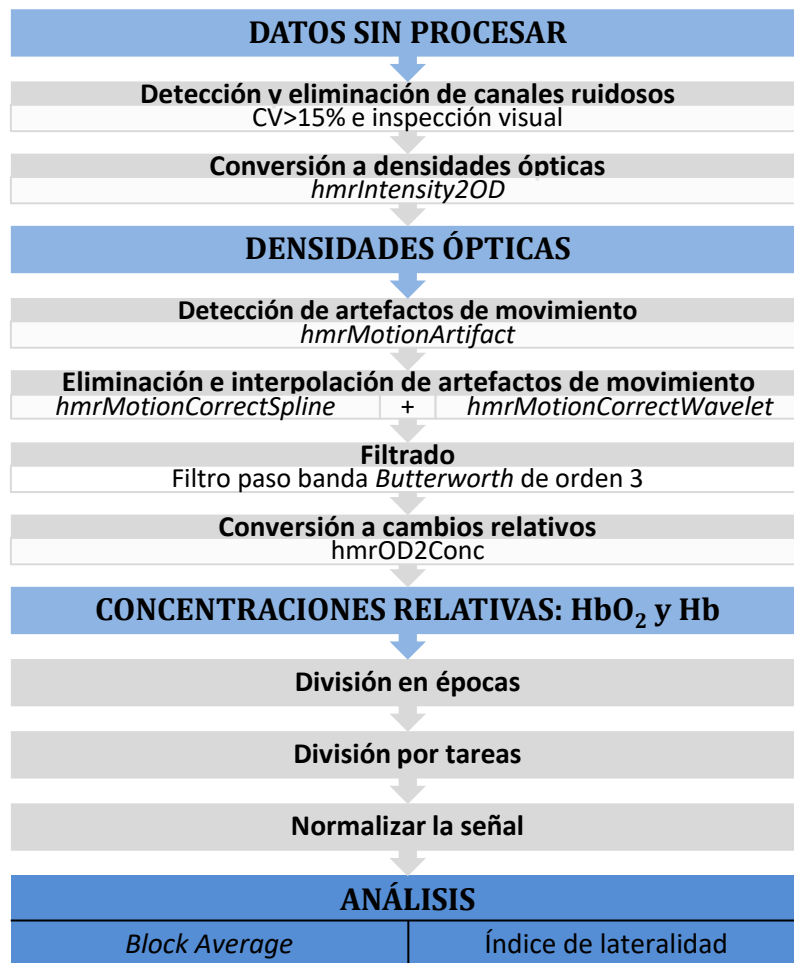 DATOS SIN PROCESAR
Detección y eliminación de canales ruidosos
CV>15% e inspección visual
Conversión a densidades ópticas
hmrIntensity2OD
DENSIDADES ÓPTICAS
Detección de artefactos de movimiento
hmrMotionArtifact
Eliminación e interpolación de artefactos de movimiento
hmrMotionCorrectSpline + hmrMotionCorrectWavelet
Filtrado
Filtro paso banda Butterworth de orden 3
Conversión a cambios relativos
hmrOD2Conc
CONCENTRACIONES RELATIVAS: HbO₂ y Hb
División en épocas
División por tareas
Normalizar la señal
ANÁLISIS
Block Average Índice de lateralidad